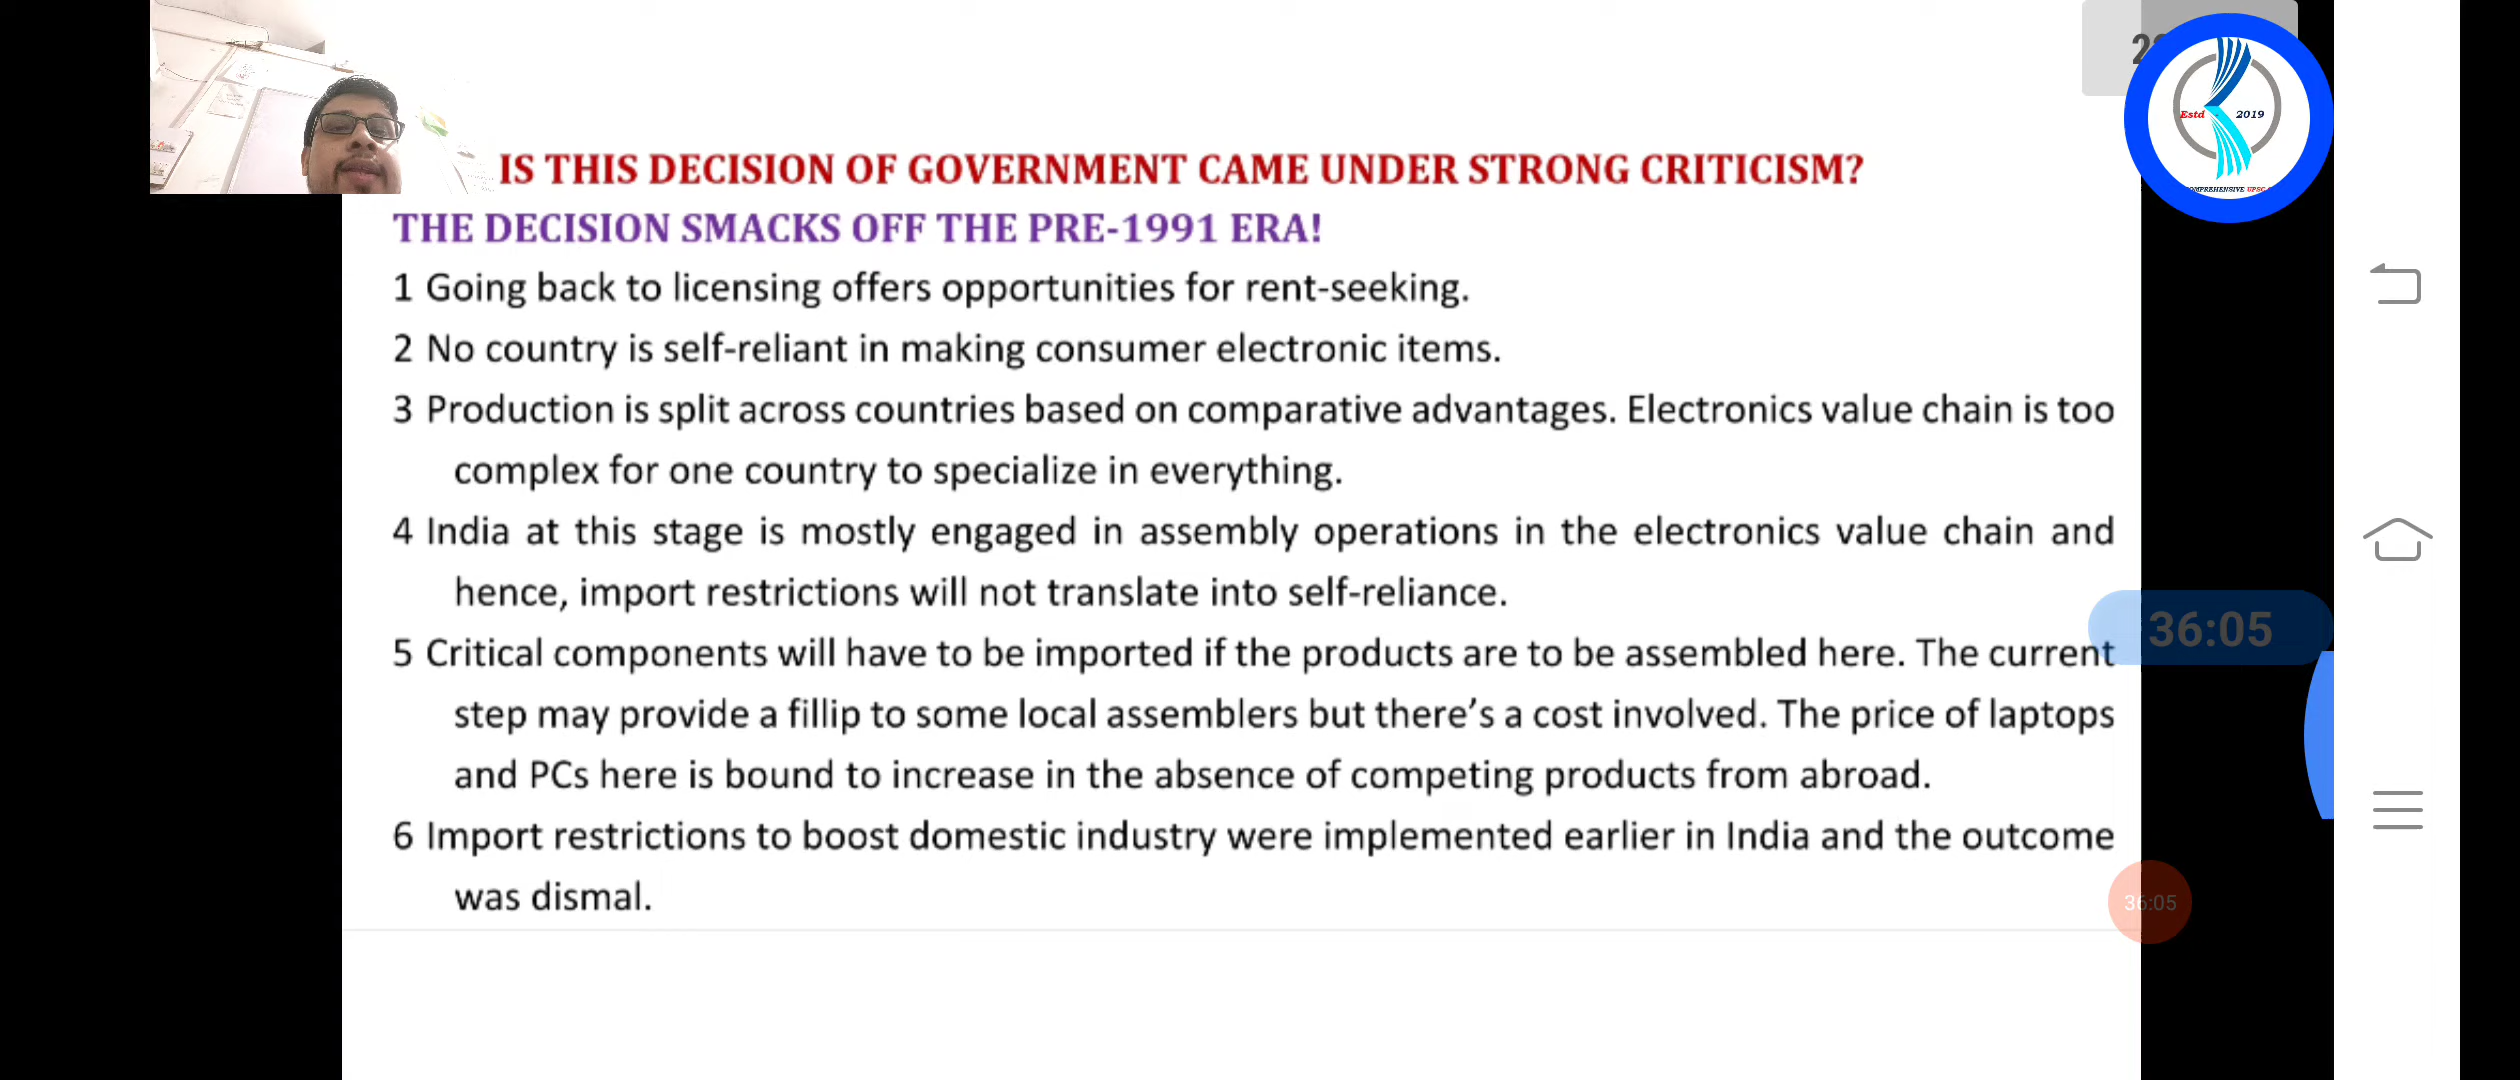 IS THIS DECISION OF GOVERNMENT CAME UNDER STRONG CRITICISM?
THE DECISION SMACKS OFF THE PRE-1991 ERA!
1 Going back to licensing offers opportunities for rent-seeking.
2 No country is self-reliant in making consumer electronic items.
3 Production is split across countries based on comparative advantages. Electronics value chain is too
complex for one country to specialize in everything.
4 India at this stage is mostly engaged in assembly operations in the electronics value chain and
hence, import restrictions will not translate into self-reliance.
5 Critical components will have to be imported if the products are to be assembled here. The current
step may provide a fillip to some local assemblers but there's a cost involved. The price of laptops
and PCs here is bound to increase in the absence of competing products from abroad.
6 Import restrictions to boost domestic industry were implemented earlier in India and the outcome
was dismal.
Estd 2019
UPSC
36:05
36:05